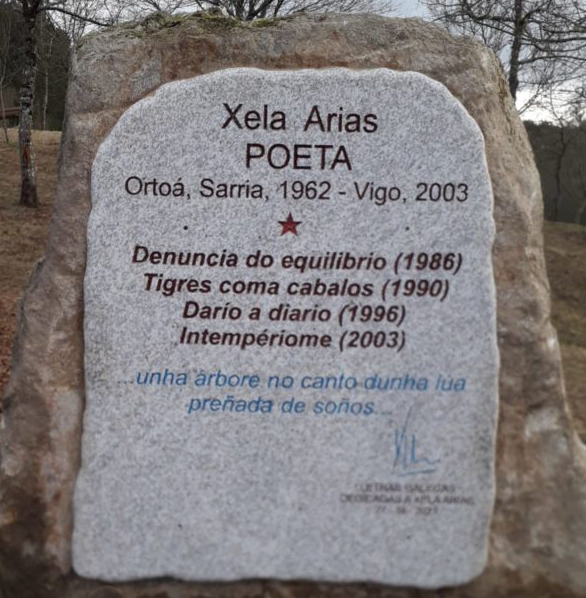 Xela Arias
POETA
Ortoá, Sarria, 1962 - Vigo, 2003
Denuncia do equilibrio (1986)
Tigres coma cabalos (1990)
Darío a diario (1996)
Intempériome (2003)
...unha árbore no canto dunha lua
preñada de soños...
LETRAS GALEGAS
DEDICADAS A XELA ARIAS